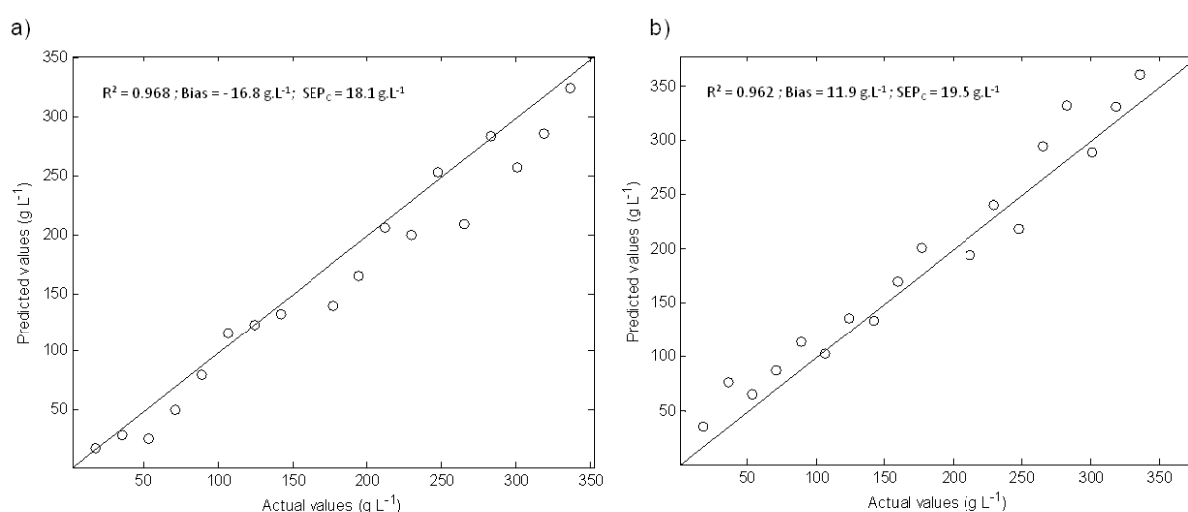 a)
R² = 0.968 ; Bias = - 16.8 g.L⁻¹; SEP_C = 18.1 g.L⁻¹
Predicted values (g L⁻¹)
350
300
250
200
150
100
50
50 100 150 200 250 300 350
Actual values (g L⁻¹)
b)
R² = 0.962 ; Bias = 11.9 g.L⁻¹; SEP_C = 19.5 g.L⁻¹
Predicted values (g L⁻¹)
350
300
250
200
150
100
50
50 100 150 200 250 300 350
Actual values (g L⁻¹)